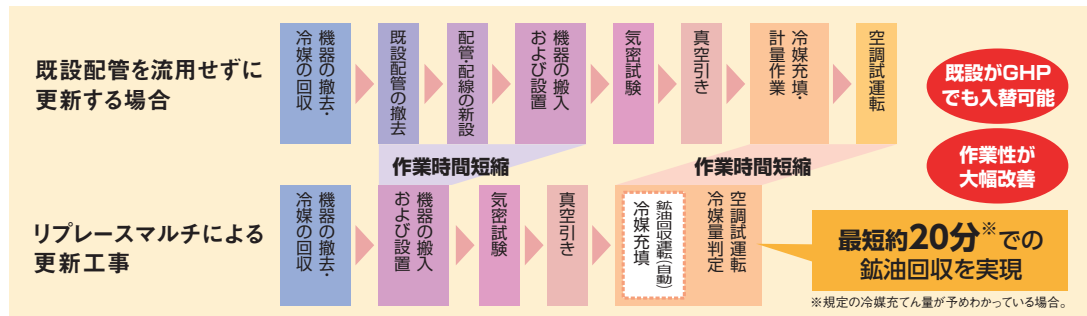 既設配管を流用せずに
更新する場合
機器の撤去・
冷媒の回収
既設配管の撤去
配管・配線の新設
機器の搬入
および設置
気密試験
真空引き
冷媒充填・
計量作業
空調試運転
既設がGHP
でも入替可能
作業時間短縮
作業時間短縮
作業性が
大幅改善
リプレースマルチによる
更新工事
機器の撤去・
冷媒の回収
機器の搬入
および設置
気密試験
真空引き
鉱油回収運転(自動)
冷媒充填
空調試運転
冷媒量判定
最短約20分※での
鉱油回収を実現
※規定の冷媒充てん量が予めわかっている場合。